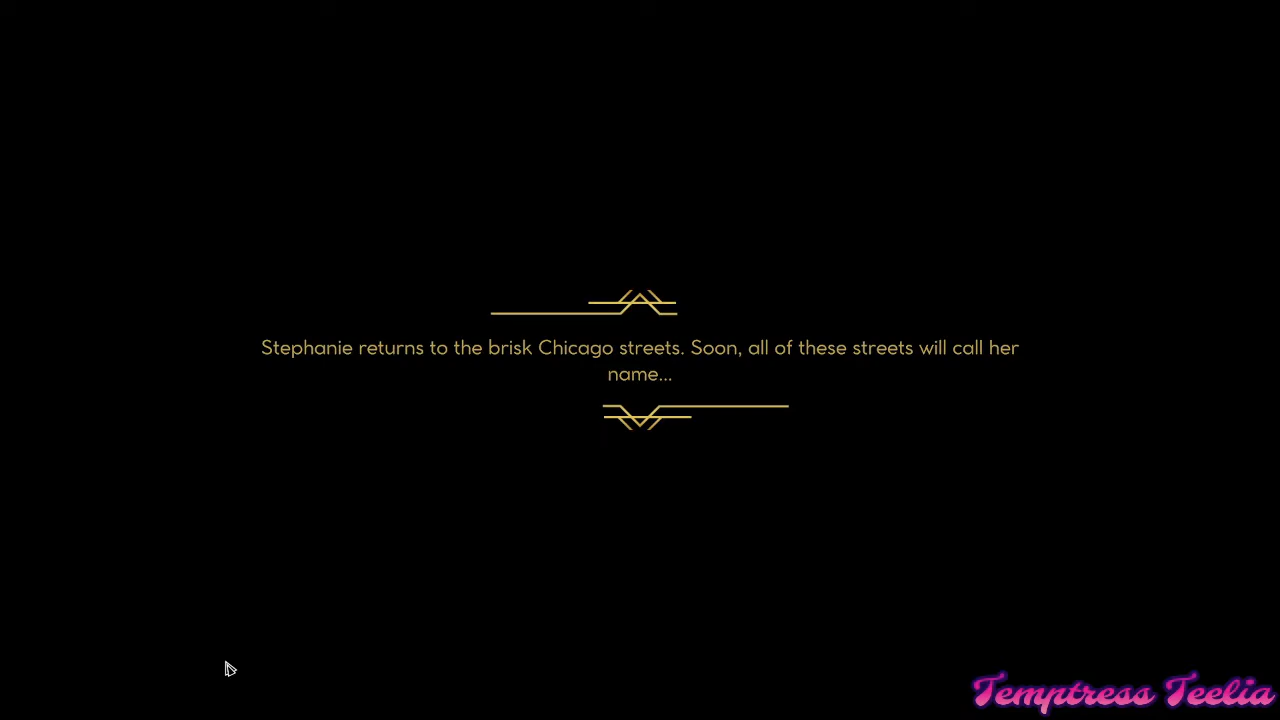 Stephanie returns to the brisk Chicago streets. Soon, all of these streets will call her
name...
Temptress Teelia